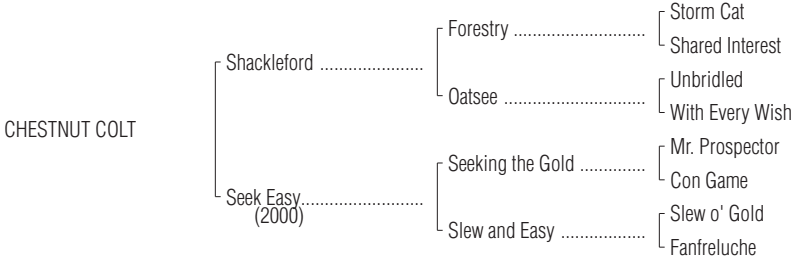 Storm Cat
Forestry ............................
Shared Interest
Shackleford ......................
Unbridled
Oatsee ..............................
With Every Wish
CHESTNUT COLT
Mr. Prospector
Seeking the Gold ..............
Con Game
Seek Easy..........................
(2000)
Slew o' Gold
Slew and Easy ..................
Fanfreluche